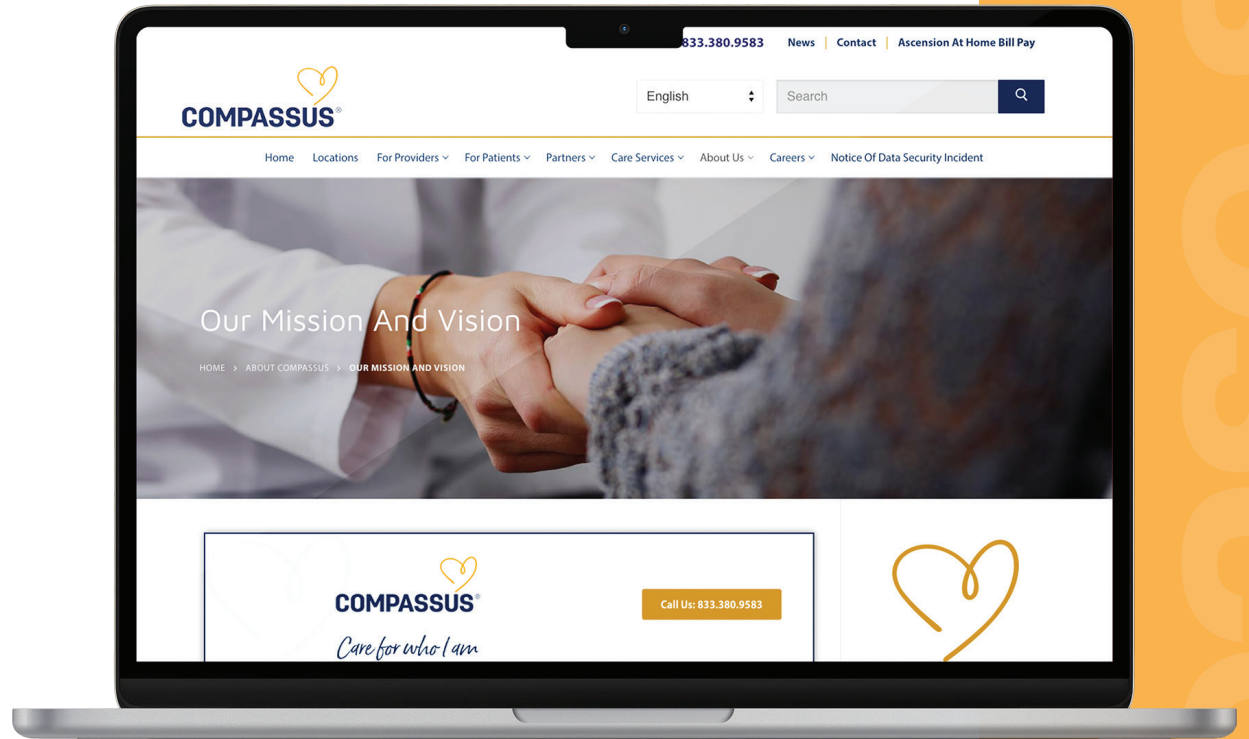 833.380.9583 News Contact Ascension At Home Bill Pay
COMPASSUS®
English
Search
Home Locations For Providers For Patients Partners Care Services About Us Careers Notice Of Data Security Incident
Our Mission And Vision
HOME > ABOUT COMPASSUS > OUR MISSION AND VISION
COMPASSUS®
Care for who I am
Call Us: 833.380.9583